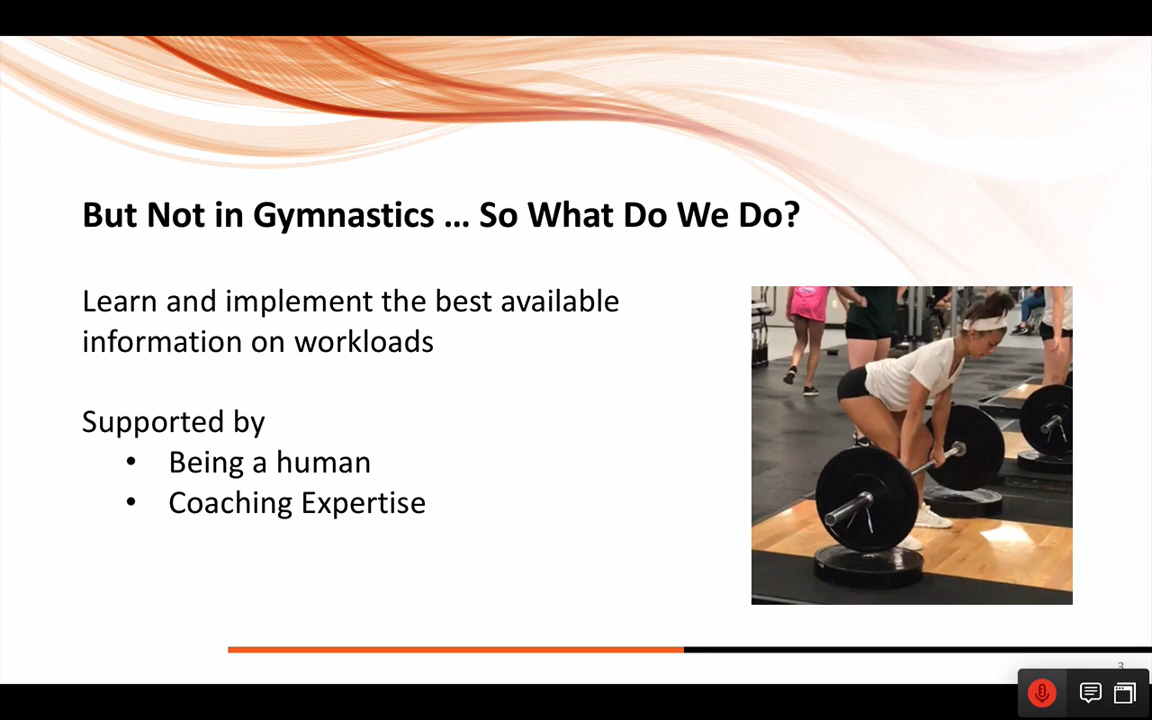 But Not in Gymnastics ... So What Do We Do?
Learn and implement the best available
information on workloads
Supported by
• Being a human
• Coaching Expertise
3